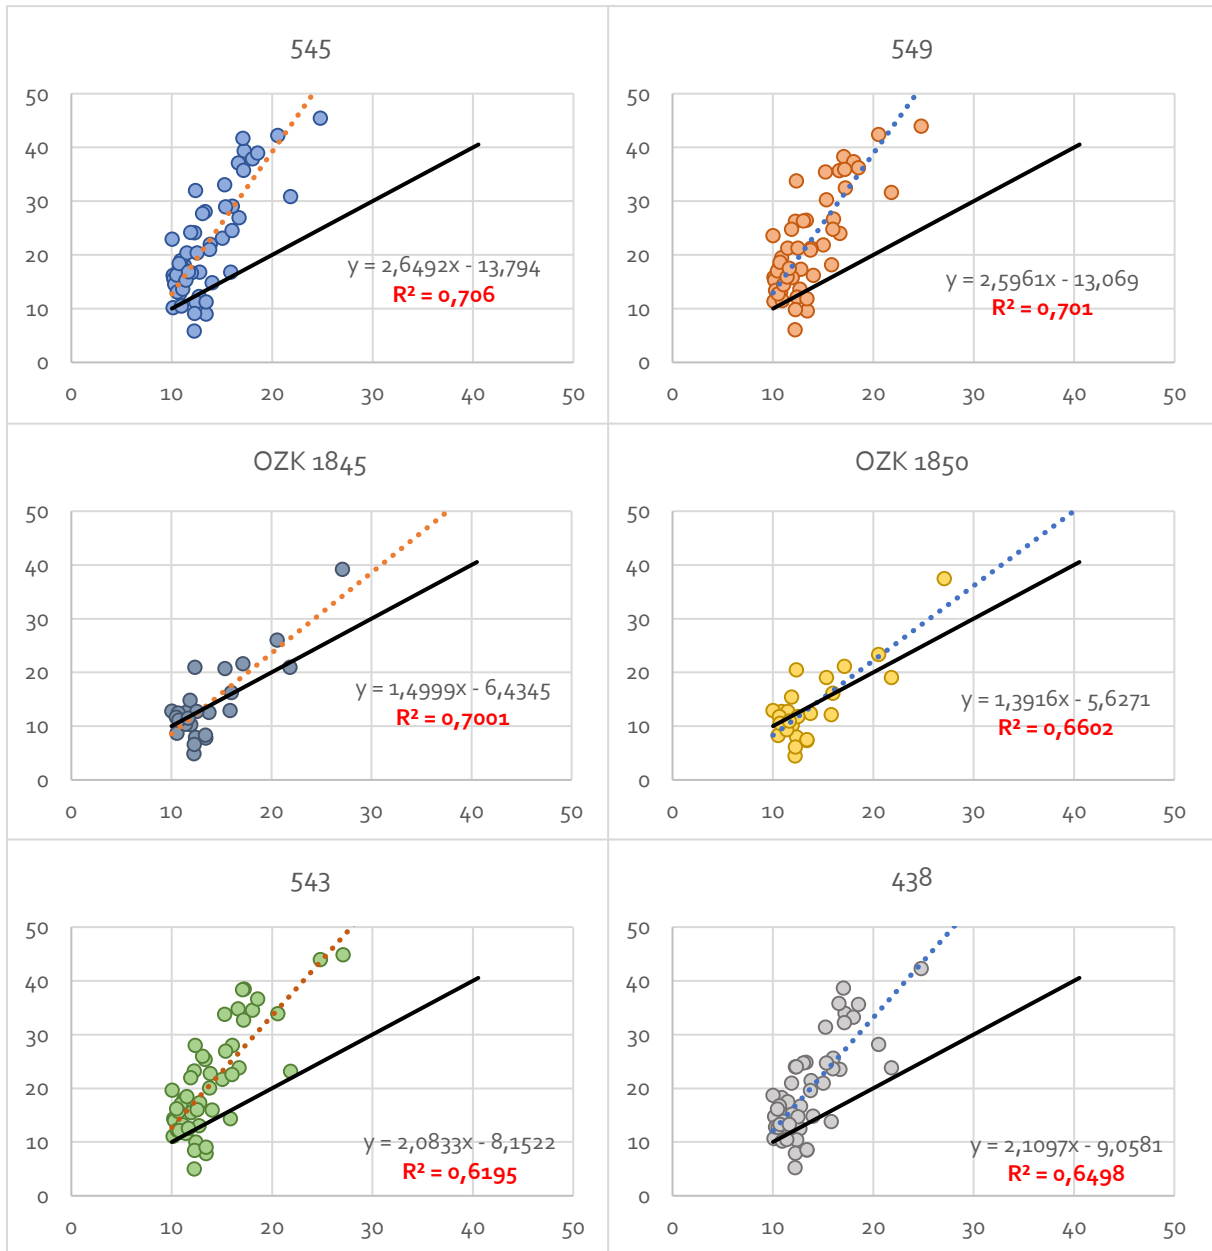 545
50
40
30
20
10
0
y = 2,6492x - 13,794
R² = 0,706
0 10 20 30 40 50
549
50
40
30
20
10
0
y = 2,5961x - 13,069
R² = 0,701
0 10 20 30 40 50
OZK 1845
50
40
30
20
10
0
y = 1,4999x - 6,4345
R² = 0,7001
0 10 20 30 40 50
OZK 1850
50
40
30
20
10
0
y = 1,3916x - 5,6271
R² = 0,6602
0 10 20 30 40 50
543
50
40
30
20
10
0
y = 2,0833x - 8,1522
R² = 0,6195
0 10 20 30 40 50
438
50
40
30
20
10
0
y = 2,1097x - 9,0581
R² = 0,6498
0 10 20 30 40 50